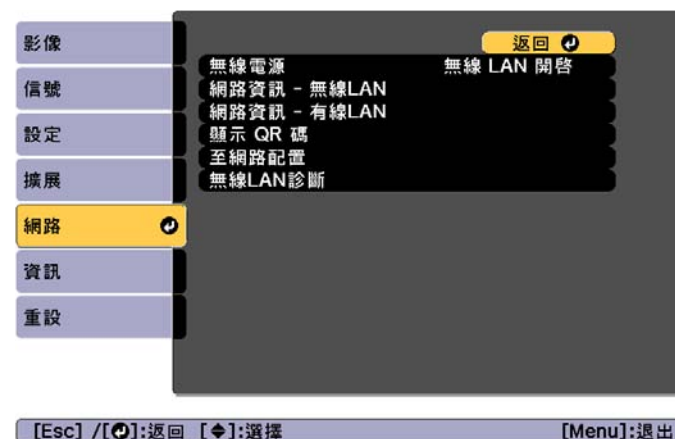 影像
信號
設定
擴展
網路
資訊
重設
返回
無線電源 無線 LAN 開啓
網路資訊 - 無線LAN
網路資訊 - 有線LAN
顯示 QR 碼
至網路配置
無線LAN診斷
[Esc] /[]:返回 []:選擇 [Menu]:退出